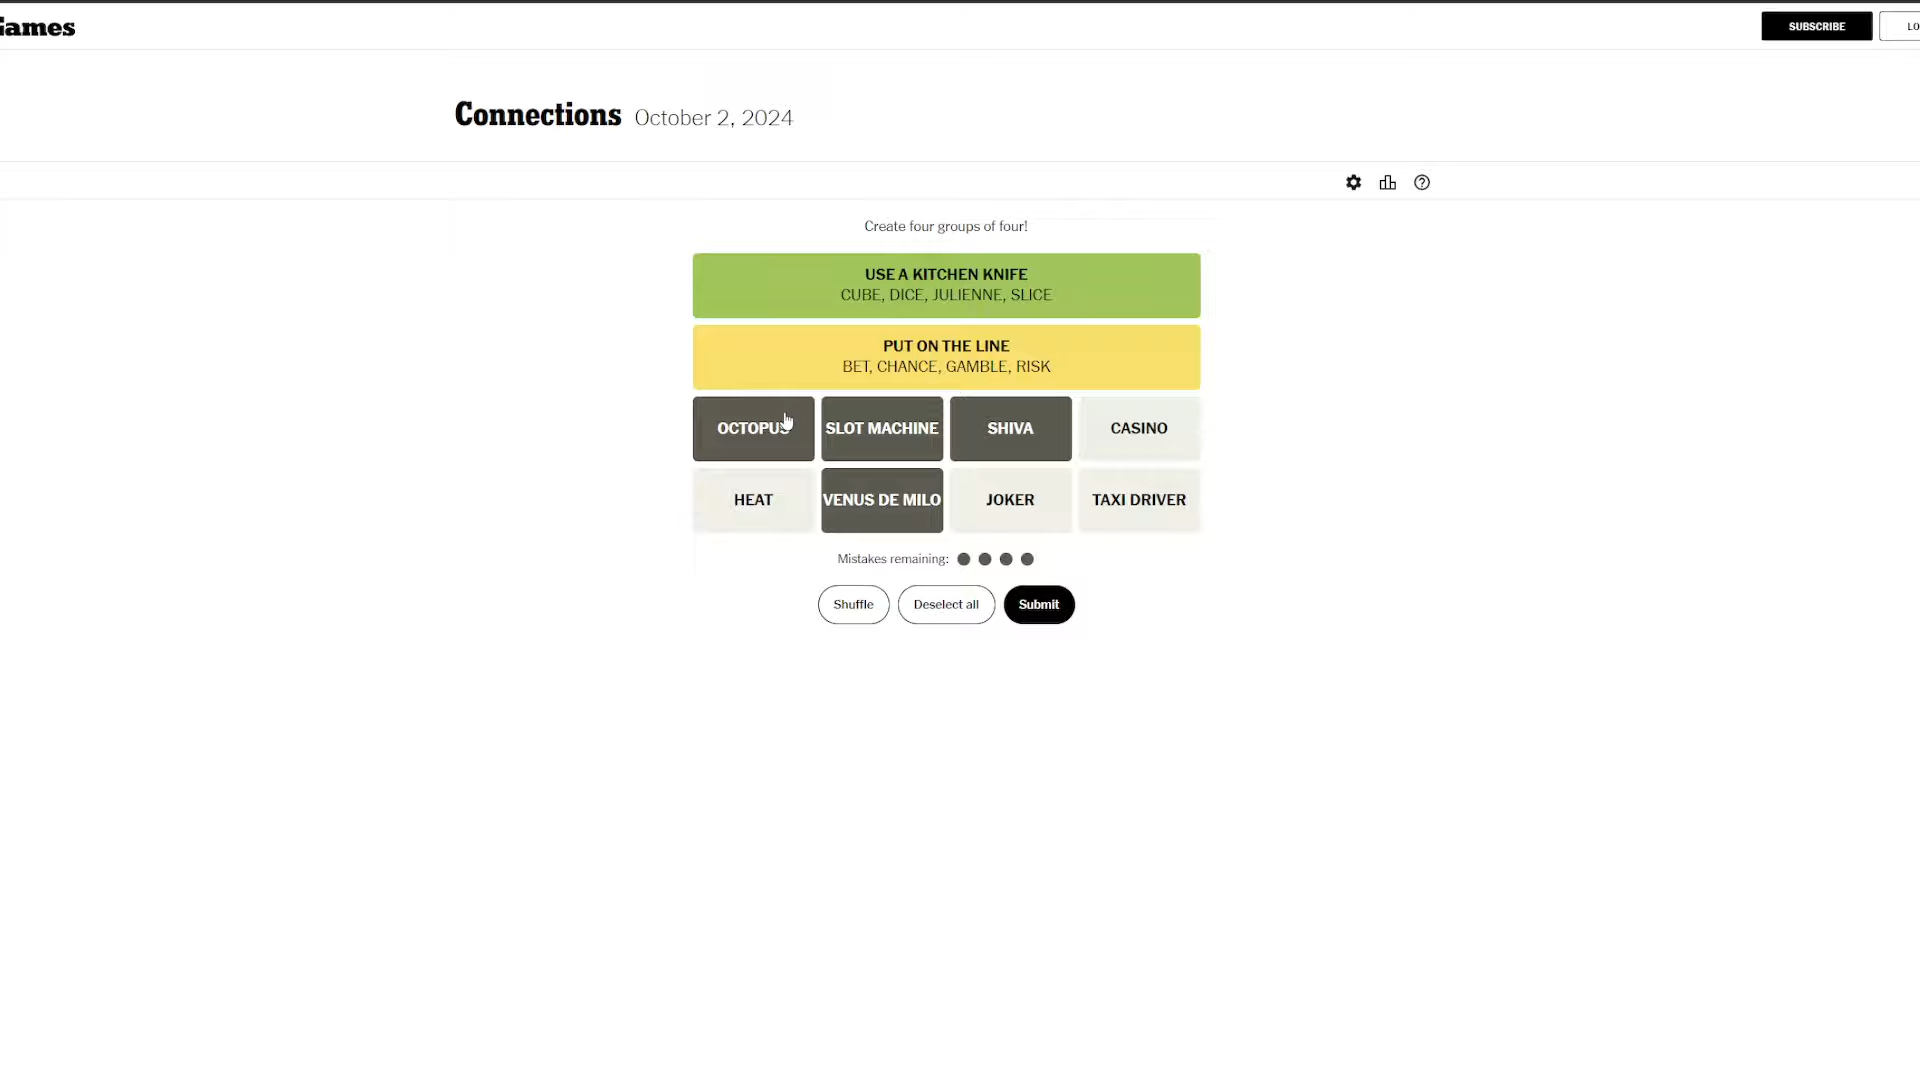 Games
SUBSCRIBE
LO
Connections October 2, 2024
Create four groups of four!
USE A KITCHEN KNIFE
CUBE, DICE, JULIENNE, SLICE
PUT ON THE LINE
BET, CHANCE, GAMBLE, RISK
OCTOPUS SLOT MACHINE SHIVA CASINO
HEAT VENUS DE MILO JOKER TAXI DRIVER
Mistakes remaining:
Shuffle Deselect all Submit